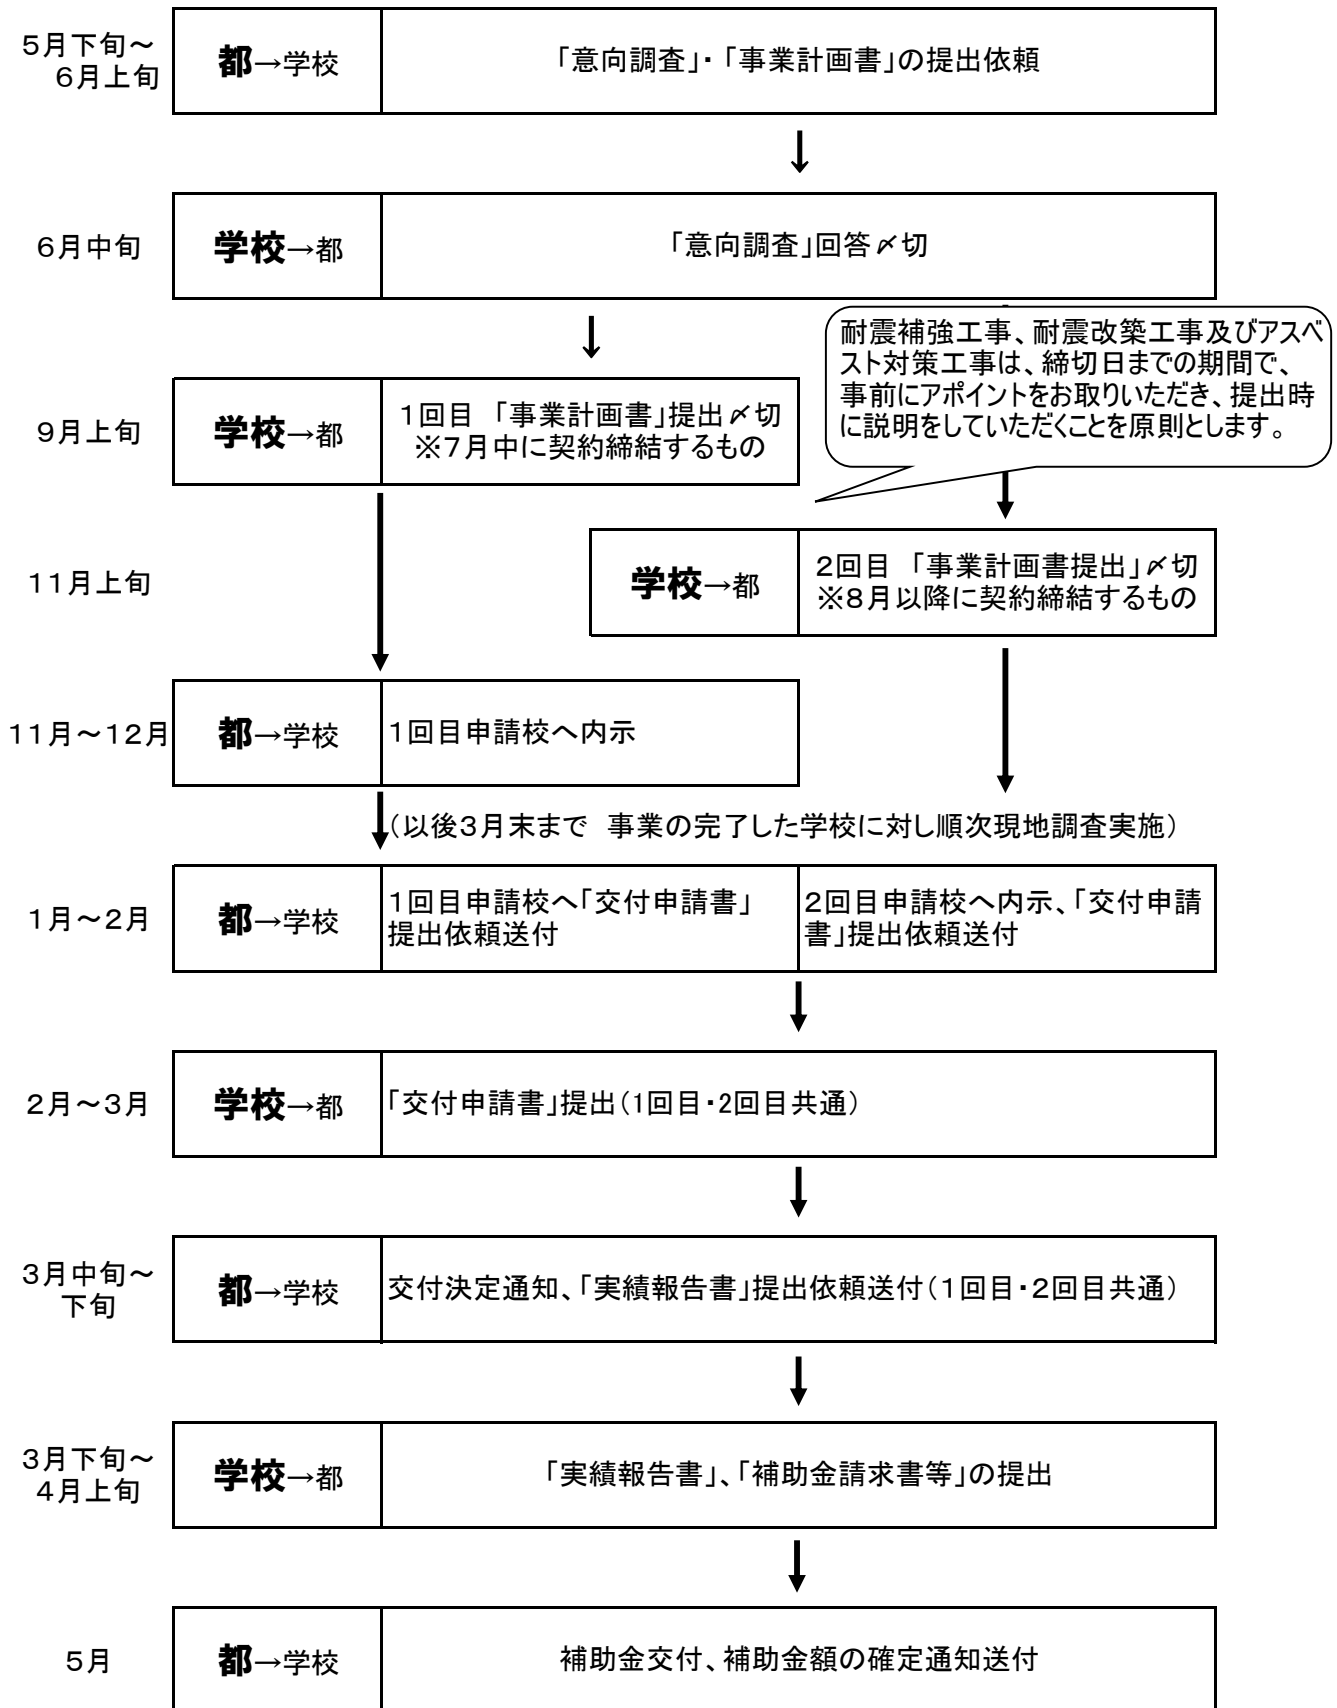 5月下旬～
6月上旬
都→学校
「意向調査」・「事業計画書」の提出依頼
↓
6月中旬
学校→都
「意向調査」回答〆切
↓
耐震補強工事、耐震改築工事及びアスベ
スト対策工事は、締切日までの期間で、
事前にアポイントをお取りいただき、提出時
に説明をしていただくことを原則とします。
9月上旬
学校→都
1回目　「事業計画書」提出〆切
※7月中に契約締結するもの
11月上旬
学校→都
2回目　「事業計画書提出」〆切
※8月以降に契約締結するもの
11月～12月
都→学校
1回目申請校へ内示
（以後3月末まで　事業の完了した学校に対し順次現地調査実施）
1月～2月
都→学校
1回目申請校へ「交付申請書」
提出依頼送付
2回目申請校へ内示、「交付申請
書」提出依頼送付
2月～3月
学校→都
「交付申請書」提出（1回目・2回目共通）
3月中旬～
下旬
都→学校
交付決定通知、「実績報告書」提出依頼送付（1回目・2回目共通）
3月下旬～
4月上旬
学校→都
「実績報告書」、「補助金請求書等」の提出
5月
都→学校
補助金交付、補助金額の確定通知送付